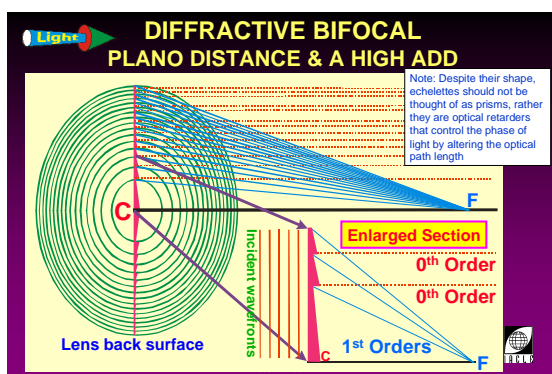 Light
DIFFRACTIVE BIFOCAL
PLANO DISTANCE & A HIGH ADD
Note: Despite their shape,
echelettes should not be
thought of as prisms, rather
they are optical retarders
that control the phase of
light by altering the optical
path length
F
C
Enlarged Section
Incident wavefronts
0th Order
0th Order
1st Orders
Lens back surface
C
F
IACLE